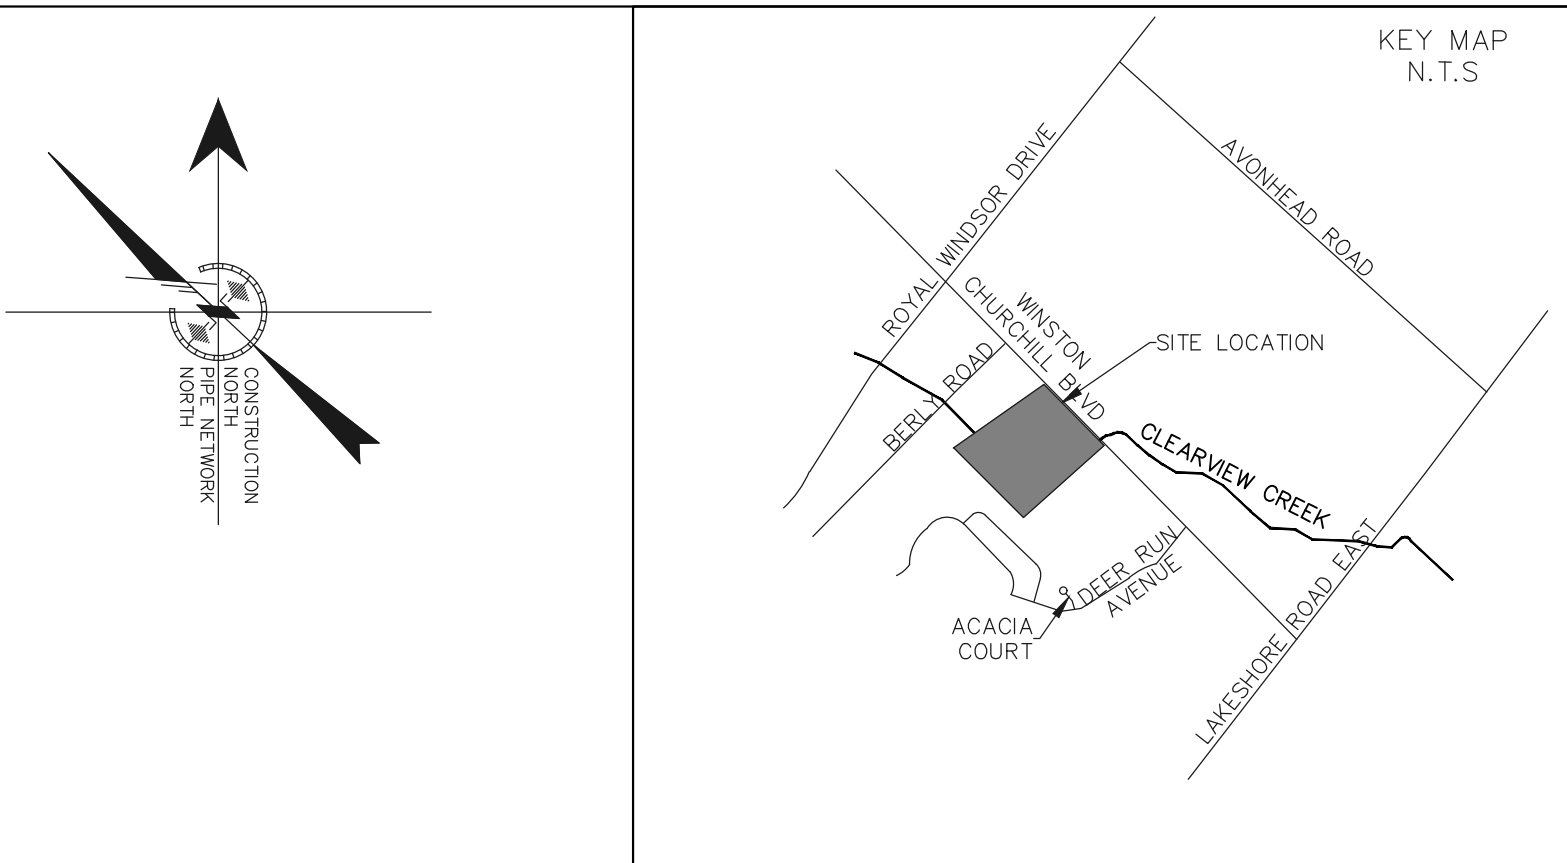 KEY MAP
N.T.S
ROYAL WINDSOR DRIVE
AVONHEAD ROAD
WINSTON
CHURCHILL BLVD
SITE LOCATION
BERLY ROAD
CLEARVIEW CREEK
DEER RUN
AVENUE
ACACIA
COURT
LAKESHORE ROAD EAST
CONSTRUCTION
NORTH
PIPE NETWORK
NORTH